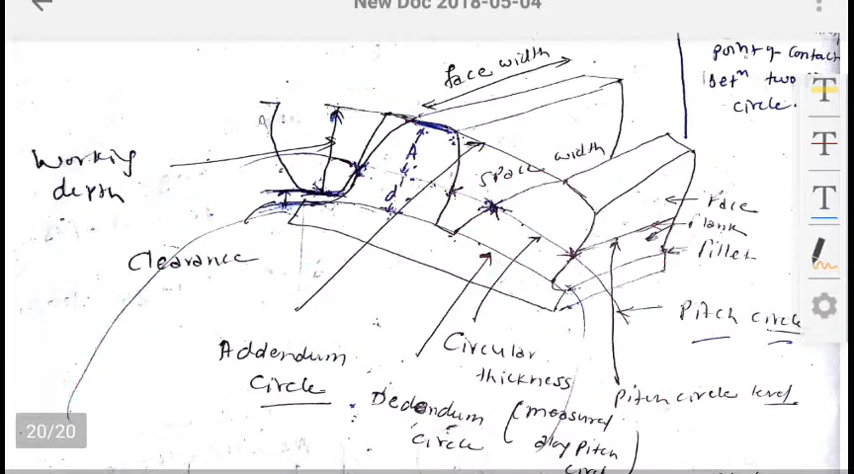 New Doc 2018-05-04
face width
point of contact
betn two
circle.
T
T
T
Working
depth
A
d
space width
Face
Flank
fillet
Clearance
Pitch circle
Addendum
Circle
Circular
thickness
Pitch circle level
Dedendum
circle
(measured
along Pitch
20/20